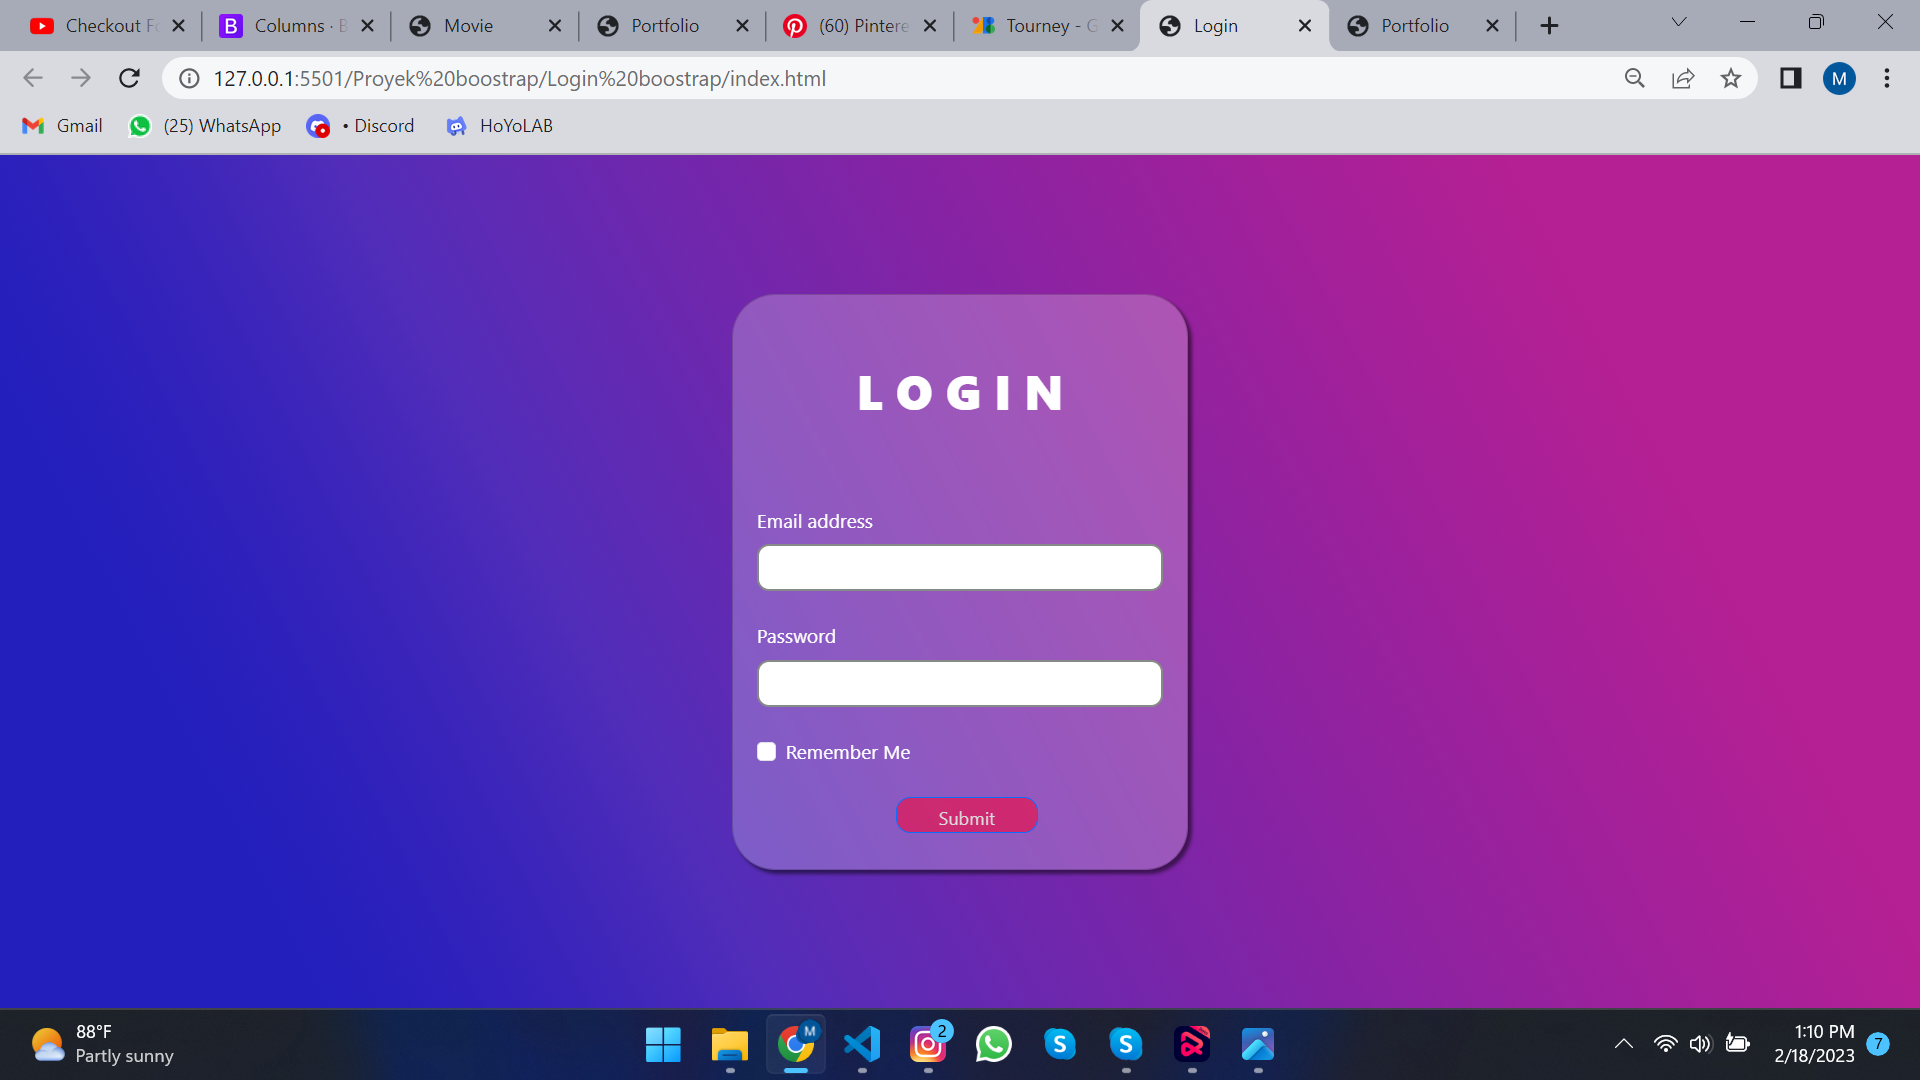 Checkout Fo
Columns · B
Movie
Portfolio
(60) Pintere
Tourney - G
Login
Portfolio
127.0.0.1:5501/Proyek%20boostrap/Login%20boostrap/index.html
M
Gmail
(25) WhatsApp
• Discord
HoYoLAB
LOGIN
Email address
Password
Remember Me
Submit
88°F
Partly sunny
M
2
1:10 PM
2/18/2023
7